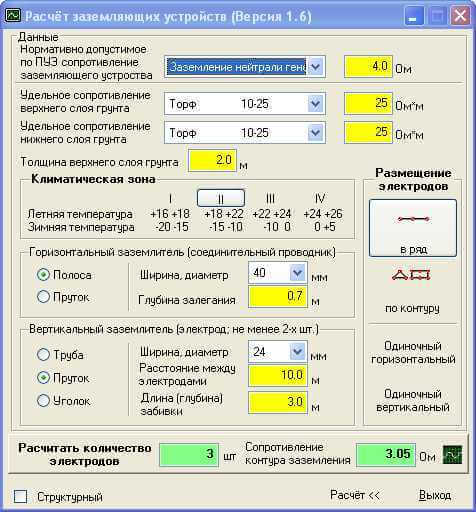 Расчёт заземляющих устройств (Версия 1.6)
Данные
Нормативно допустимое
по ПУЭ сопротивление
заземляющего устроства
Заземление нейтрали ген
4.0 Ом
Удельное сопротивление
верхнего слоя грунта
Торф 10-25
25 Ом*м
Удельное сопротивление
нижнего слоя грунта
Торф 10-25
25 Ом*м
Толщина верхнего слоя грунта 2.0 м
Климатическая зона
I II III IV
Летняя температура +16 +18 +18 +22 +22 +24 +24 +26
Зимняя температура -20 -15 -15 -10 -10 0 0 +5
Размещение
электродов
в ряд
по контуру
Одиночный
горизонтальный
Одиночный
вертикальный
Горизонтальный заземлитель (соединительный проводник)
Полоса
Пруток
Ширина, диаметр 40 мм
Глубина залегания 0,7 м
Вертикальный заземлитель (электрод; не менее 2-х шт.)
Труба
Пруток
Уголок
Ширина, диаметр 24 мм
Расстояние между
электродами 10,0 м
Длина (глубина)
забивки 3,0 м
Расчитать количество
электродов
3 шт
Сопротивление
контура заземления
3.05 Ом
Структурный
Расчёт <<
Выход